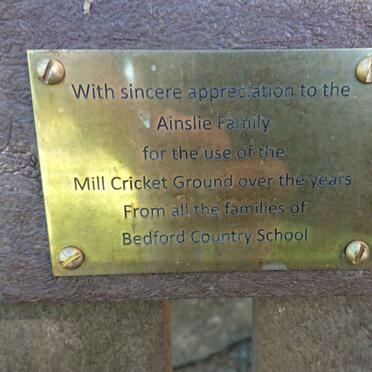 With sincere appreciation to the
Ainslie Family
for the use of the
Mill Cricket Ground over the years
From all the families of
Bedford Country School